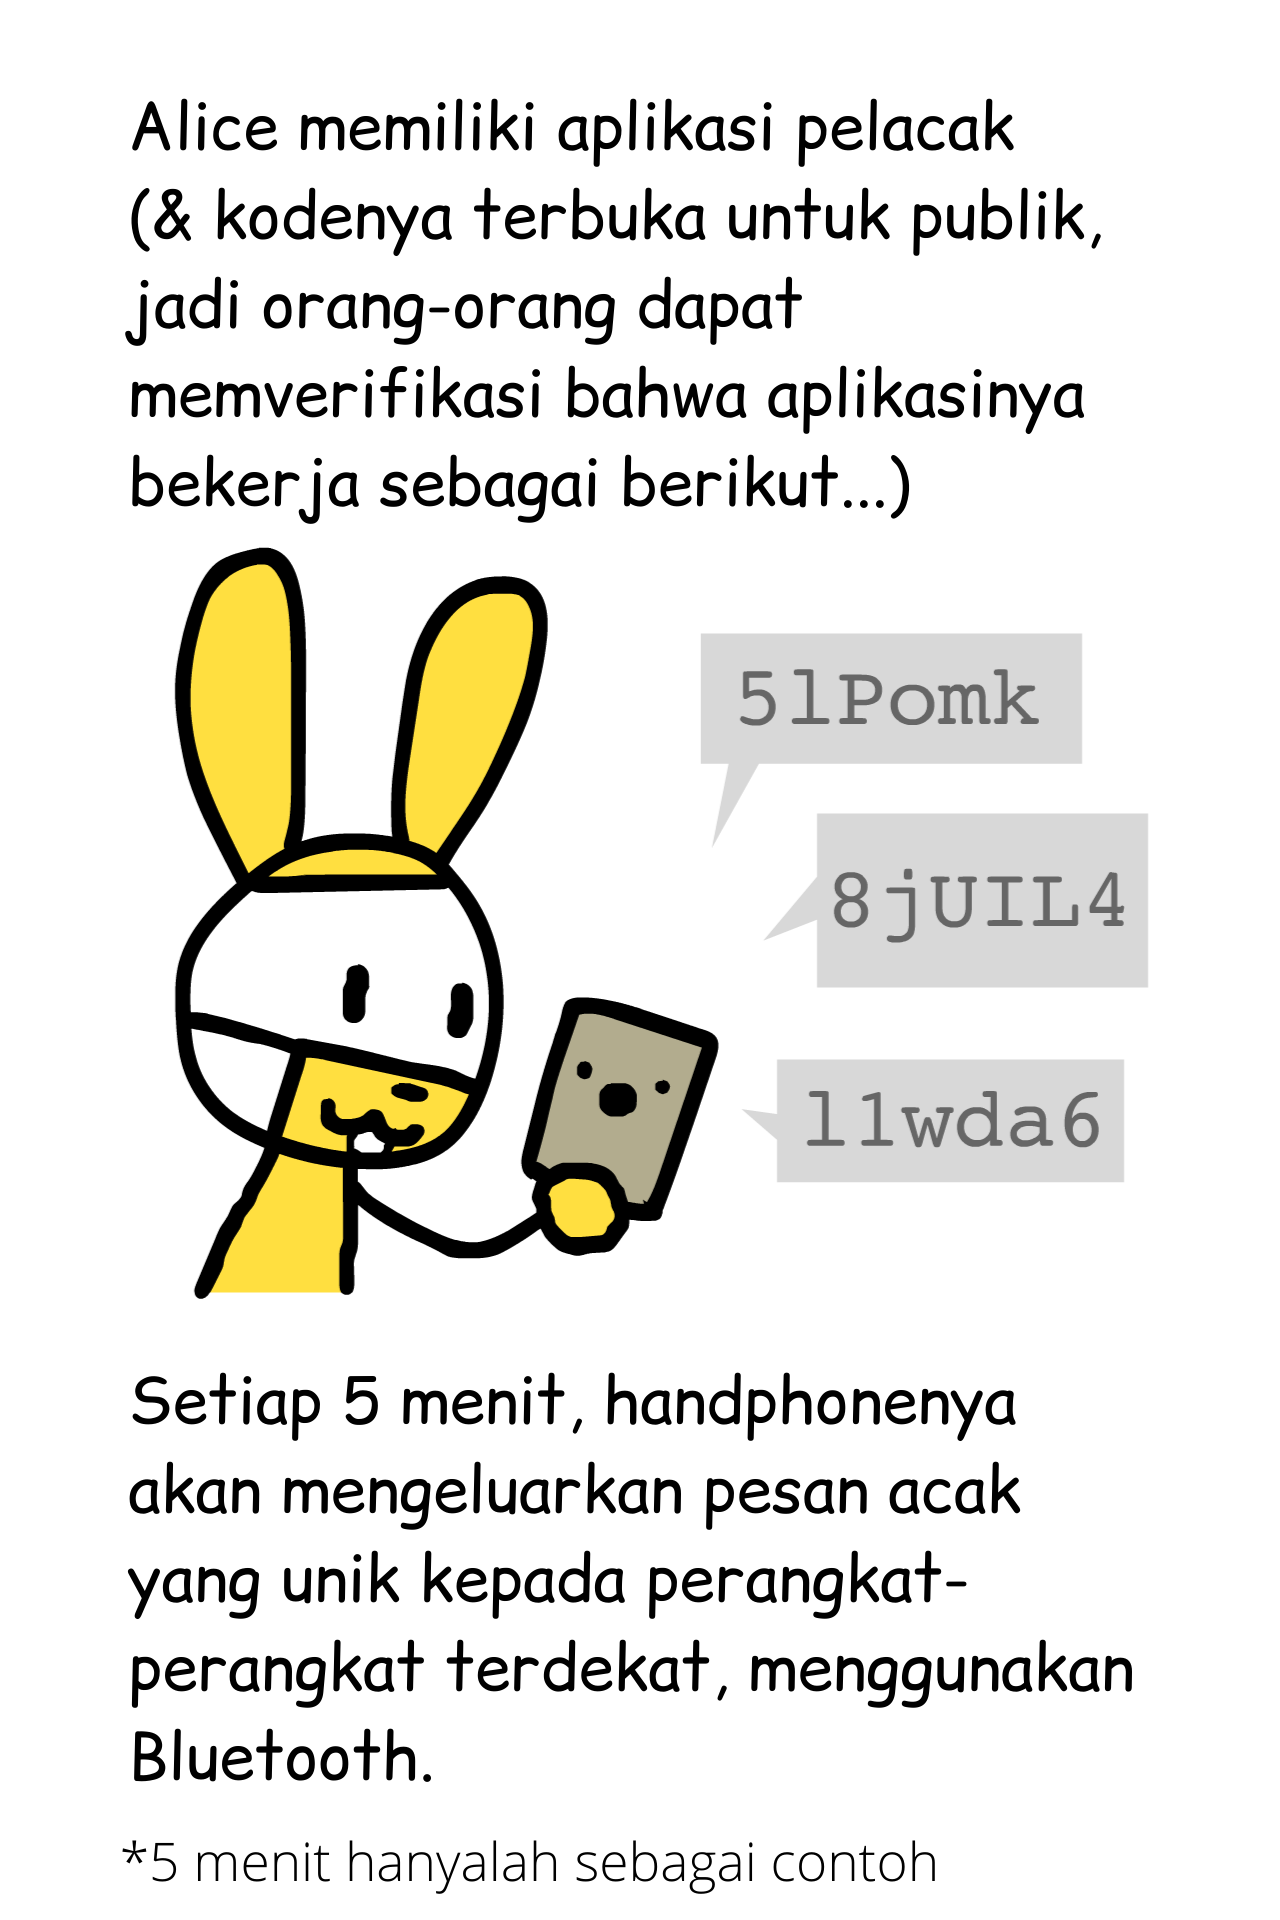 Alice memiliki aplikasi pelacak
(& kodenya terbuka untuk publik,
jadi orang-orang dapat
memverifikasi bahwa aplikasinya
bekerja sebagai berikut...)
5lPomk
8jUIL4
l1wda6
Setiap 5 menit, handphonenya
akan mengeluarkan pesan acak
yang unik kepada perangkat-
perangkat terdekat, menggunakan
Bluetooth.
*5 menit hanyalah sebagai contoh